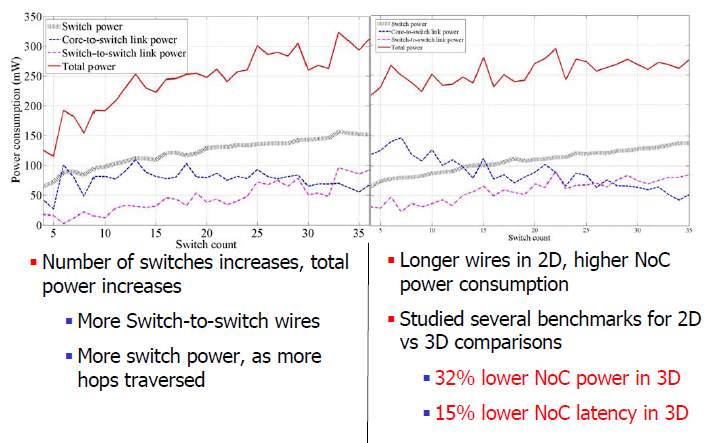 350
300
250
200
150
100
50
0
Power consumption (mW)
Switch power
Core-to-switch link power
Switch-to-switch link power
Total power
5 10 15 20 25 30 35
Switch count
Switch power
Core-to-switch link power
Switch-to-switch link power
Total power
5 10 15 20 25 30 35
Switch count
Number of switches increases, total
power increases
More Switch-to-switch wires
More switch power, as more
hops traversed
Longer wires in 2D, higher NoC
power consumption
Studied several benchmarks for 2D
vs 3D comparisons
32% lower NoC power in 3D
15% lower NoC latency in 3D